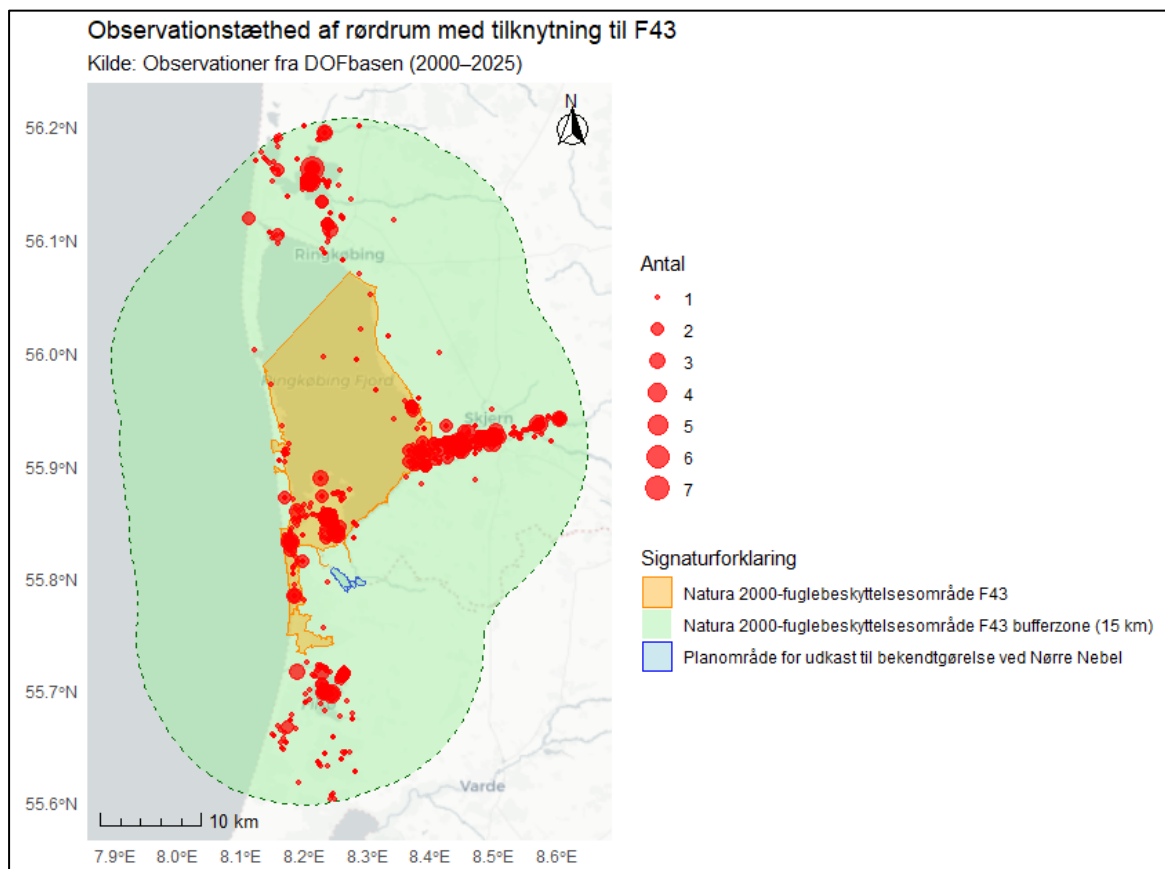 Observationstæthed af rørdrum med tilknytning til F43
Kilde: Observationer fra DOFbasen (2000–2025)
N
56.2°N
56.1°N
56.0°N
55.9°N
55.8°N
55.7°N
55.6°N
Ringkøbing
Ringkøbing Fjord
Skjern
Varde
10 km
7.9°E 8.0°E 8.1°E 8.2°E 8.3°E 8.4°E 8.5°E 8.6°E
Antal
1
2
3
4
5
6
7
Signaturforklaring
Natura 2000-fuglebeskyttelsesområde F43
Natura 2000-fuglebeskyttelsesområde F43 bufferzone (15 km)
Planområde for udkast til bekendtgørelse ved Nørre Nebel